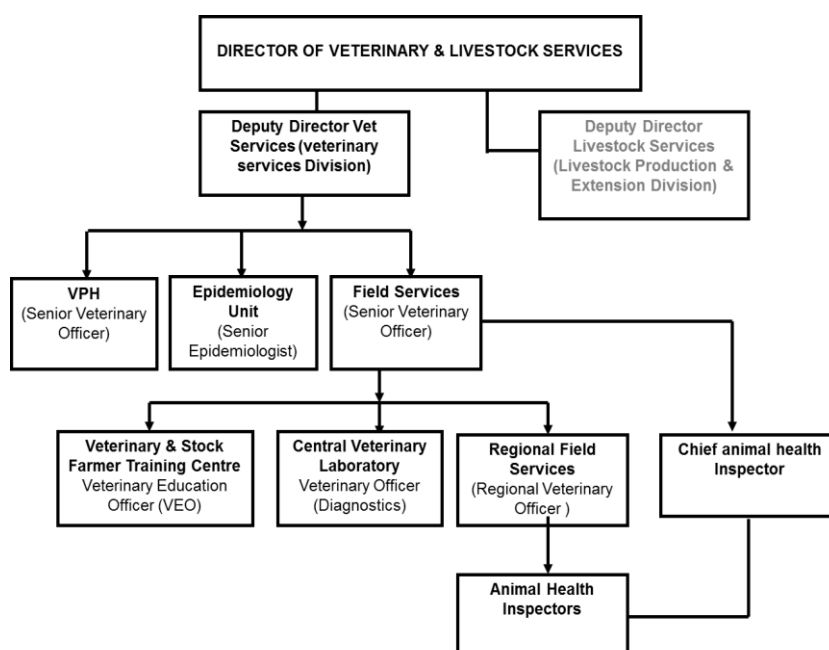 DIRECTOR OF VETERINARY & LIVESTOCK SERVICES
Deputy Director Vet
Services (veterinary
services Division)
Deputy Director
Livestock Services
(Livestock Production &
Extension Division)
VPH
(Senior Veterinary
Officer)
Epidemiology
Unit
(Senior
Epidemiologist)
Field Services
(Senior Veterinary
Officer)
Veterinary & Stock
Farmer Training Centre
Veterinary Education
Officer (VEO)
Central Veterinary
Laboratory
Veterinary Officer
(Diagnostics)
Regional Field
Services
(Regional Veterinary
Officer )
Chief animal health
Inspector
Animal Health
Inspectors